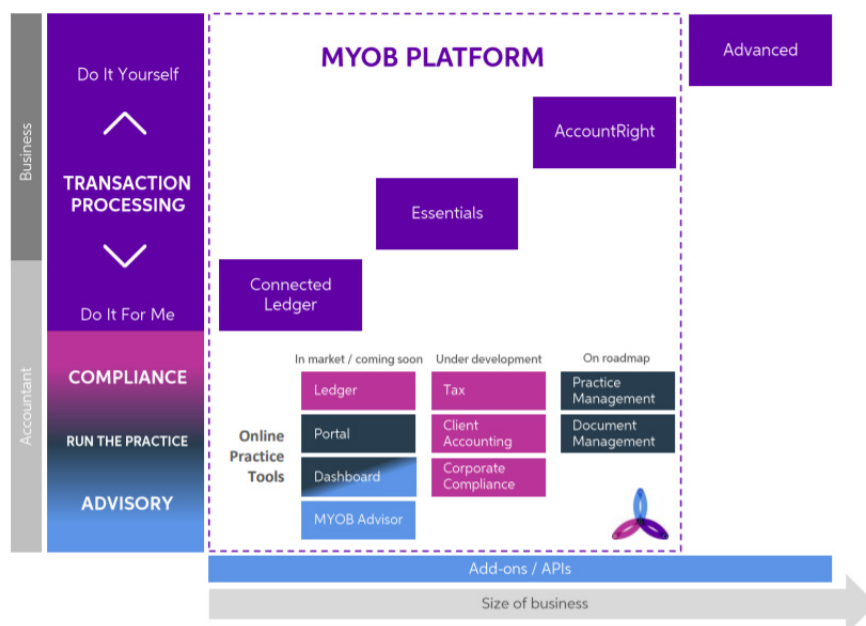 Business
Accountant
Do It Yourself
TRANSACTION
PROCESSING
Do It For Me
COMPLIANCE
RUN THE PRACTICE
ADVISORY
MYOB PLATFORM
Advanced
AccountRight
Essentials
Connected
Ledger
Online
Practice
Tools
In market / coming soon
Ledger
Portal
Dashboard
MYOB Advisor
Under development
Tax
Client
Accounting
Corporate
Compliance
On roadmap
Practice
Management
Document
Management
Add-ons / APIs
Size of business